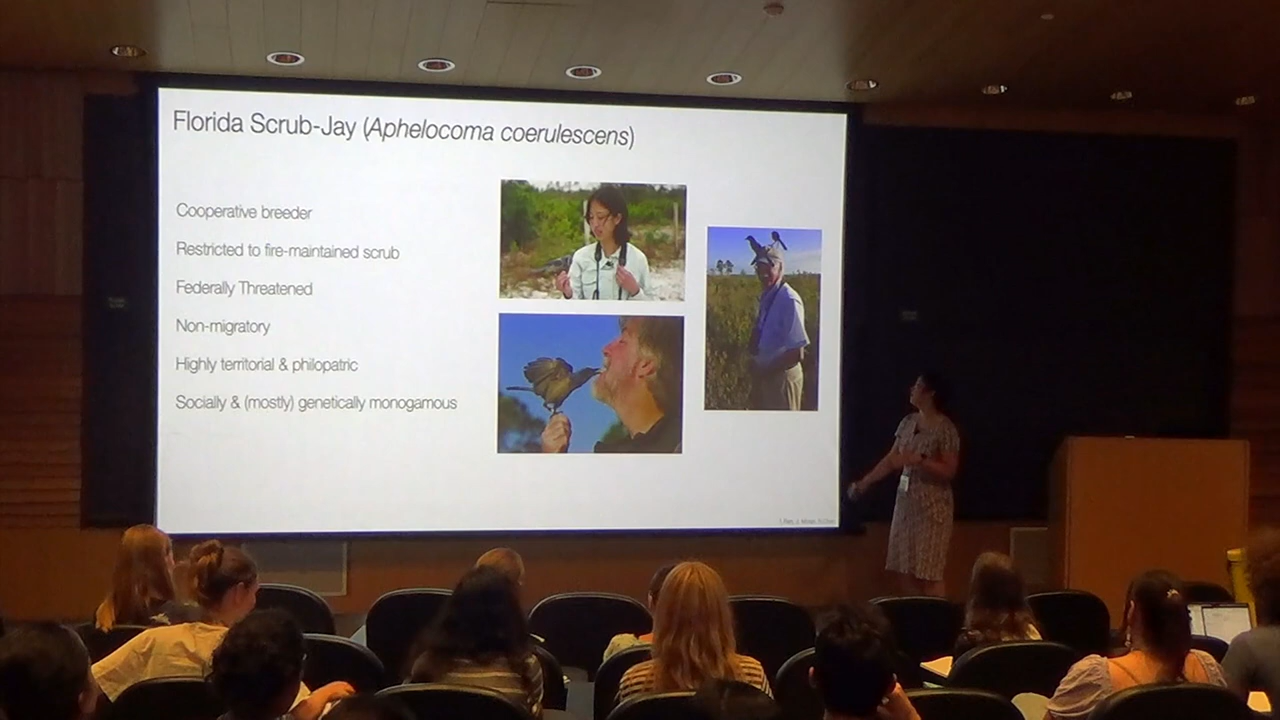 Florida Scrub-Jay (Aphelocoma coerulescens)
Cooperative breeder
Restricted to fire-maintained scrub
Federally Threatened
Non-migratory
Highly territorial & philopatric
Socially & (mostly) genetically monogamous